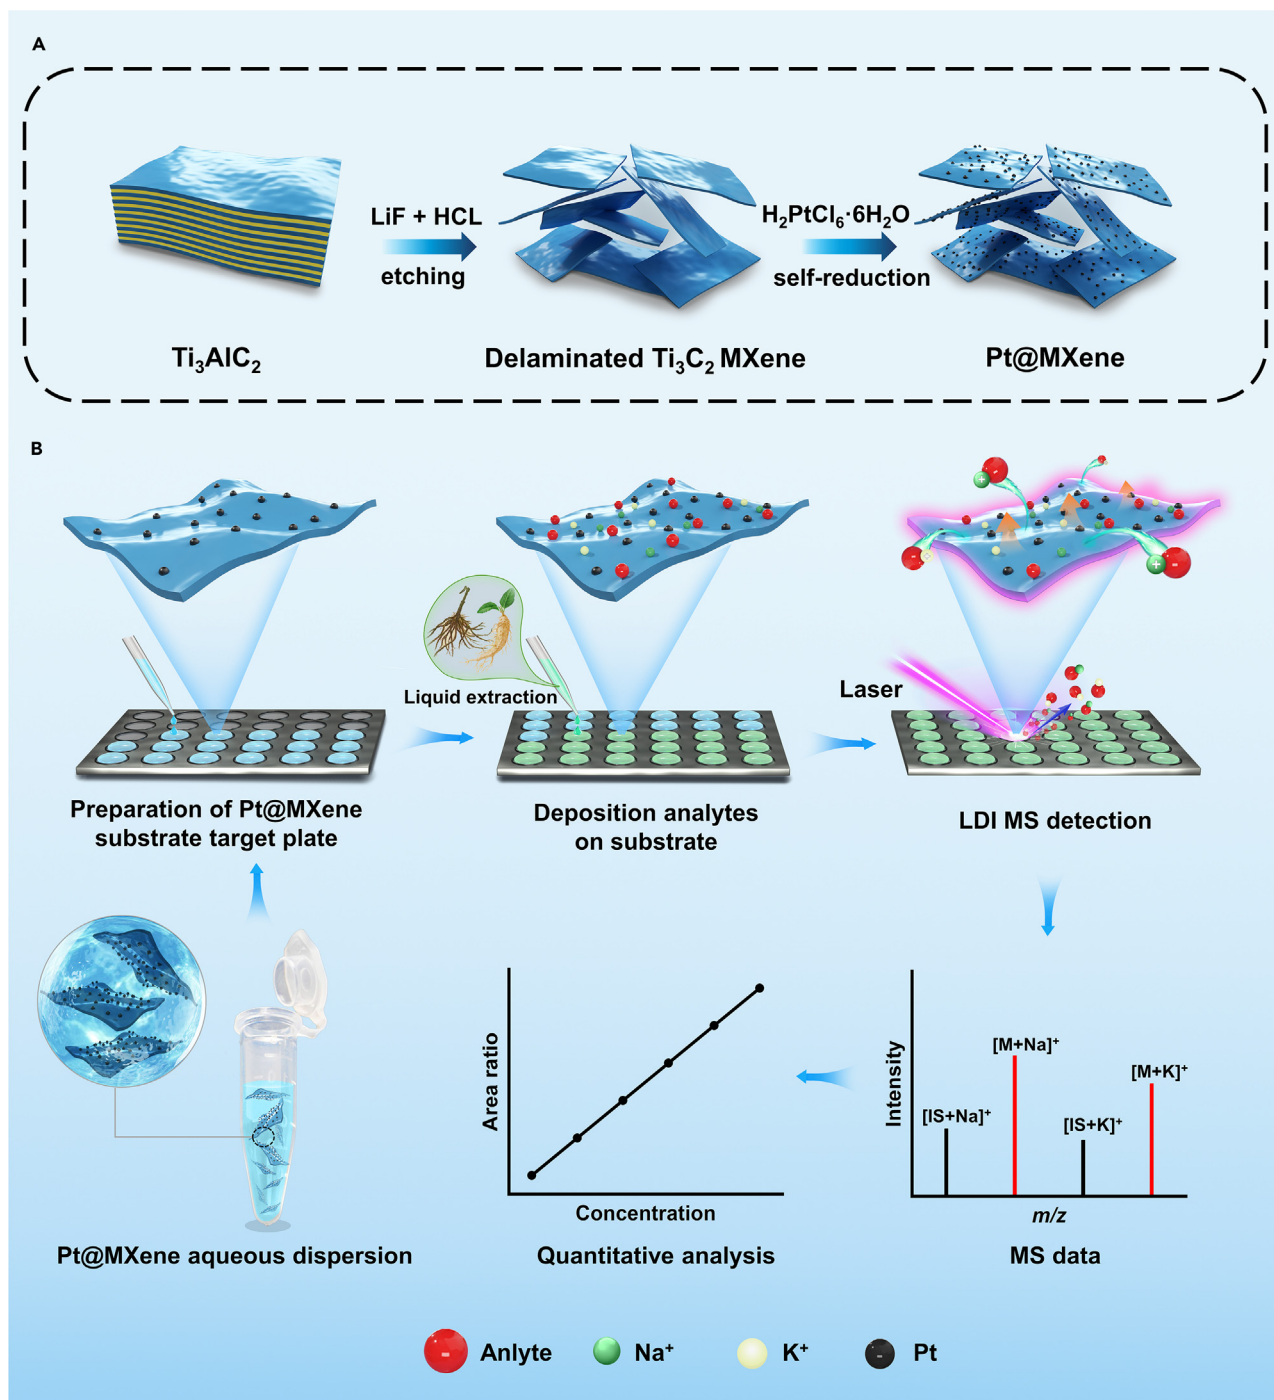 A
LiF + HCL
etching
H₂PtCl₆·6H₂O
self-reduction
Ti₃AlC₂
Delaminated Ti₃C₂ MXene
Pt@MXene
B
Liquid extraction
Laser
Preparation of Pt@MXene
substrate target plate
Deposition analytes
on substrate
LDI MS detection
Pt@MXene aqueous dispersion
Area ratio
Concentration
Quantitative analysis
Intensity
[IS+Na]⁺
[M+Na]⁺
[IS+K]⁺
[M+K]⁺
m/z
MS data
Anlyte
Na⁺
K⁺
Pt